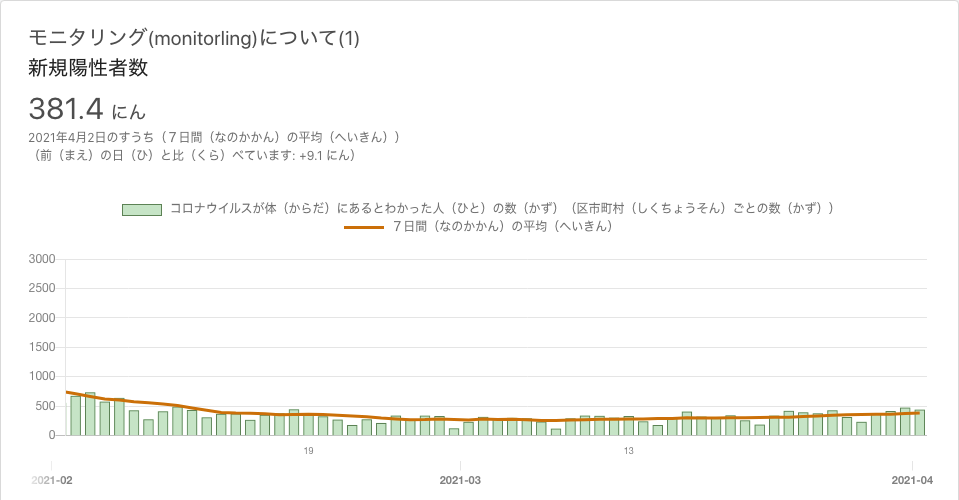 モニタリング(monitorling)について(1)
新規陽性者数
381.4 にん
2021年4月2日のすうち（７日間（なのかかん）の平均（へいきん））
（前（まえ）の日（ひ）と比（くら）べています: +9.1 にん）
コロナウイルスが体（からだ）にあるとわかった人（ひと）の数（かず）（区市町村（しくちょうそん）ごとの数（かず））
７日間（なのかかん）の平均（へいきん）
3000
2500
2000
1500
1000
500
0
19 13
2021-02 2021-03 2021-04